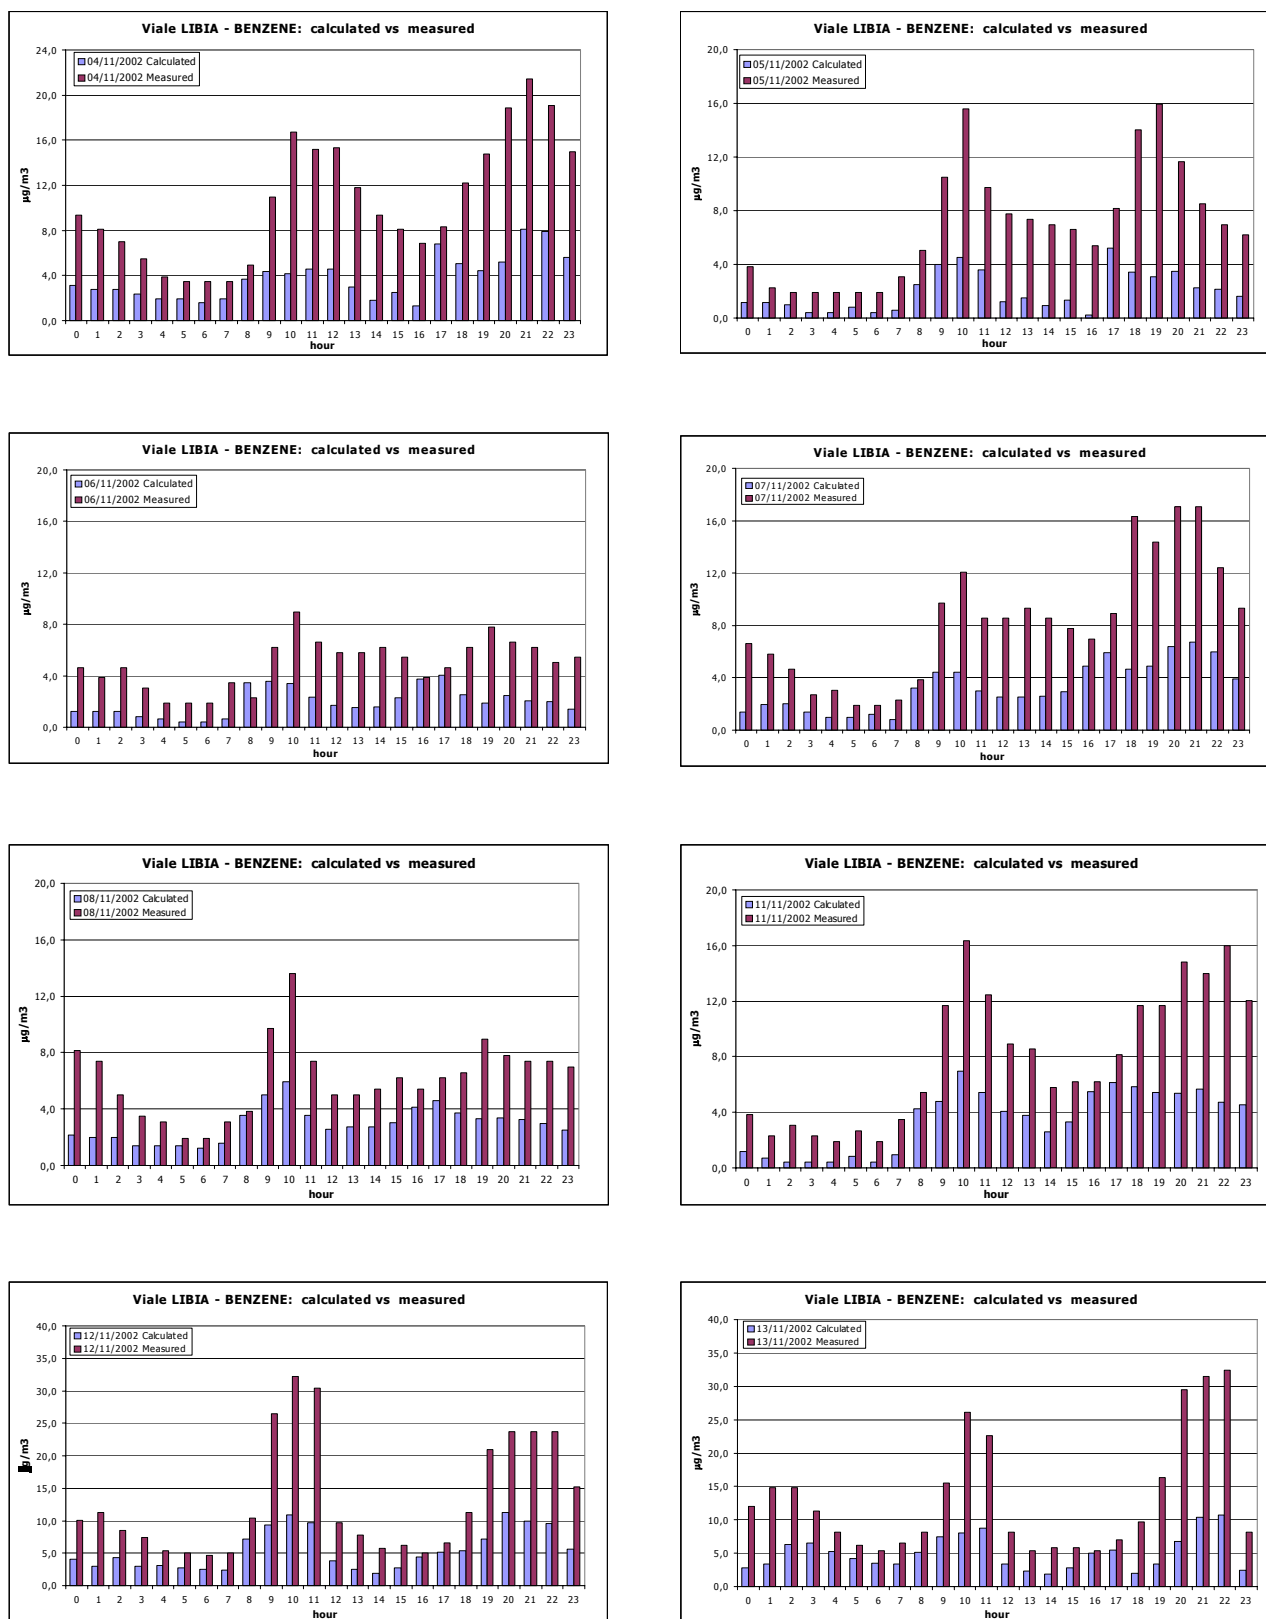 Viale LIBIA - BENZENE: calculated vs measured
24,0
20,0
16,0
12,0
8,0
4,0
0,0
µg/m3
04/11/2002 Calculated
04/11/2002 Measured
0 1 2 3 4 5 6 7 8 9 10 11 12 13 14 15 16 17 18 19 20 21 22 23
hour
Viale LIBIA - BENZENE: calculated vs measured
20,0
16,0
12,0
8,0
4,0
0,0
µg/m3
05/11/2002 Calculated
05/11/2002 Measured
0 1 2 3 4 5 6 7 8 9 10 11 12 13 14 15 16 17 18 19 20 21 22 23
hour
Viale LIBIA - BENZENE: calculated vs measured
20,0
16,0
12,0
8,0
4,0
0,0
µg/m3
06/11/2002 Calculated
06/11/2002 Measured
0 1 2 3 4 5 6 7 8 9 10 11 12 13 14 15 16 17 18 19 20 21 22 23
hour
Viale LIBIA - BENZENE: calculated vs measured
20,0
16,0
12,0
8,0
4,0
0,0
µg/m3
07/11/2002 Calculated
07/11/2002 Measured
0 1 2 3 4 5 6 7 8 9 10 11 12 13 14 15 16 17 18 19 20 21 22 23
hour
Viale LIBIA - BENZENE: calculated vs measured
20,0
16,0
12,0
8,0
4,0
0,0
µg/m3
08/11/2002 Calculated
08/11/2002 Measured
0 1 2 3 4 5 6 7 8 9 10 11 12 13 14 15 16 17 18 19 20 21 22 23
hour
Viale LIBIA - BENZENE: calculated vs measured
20,0
16,0
12,0
8,0
4,0
0,0
µg/m3
11/11/2002 Calculated
11/11/2002 Measured
0 1 2 3 4 5 6 7 8 9 10 11 12 13 14 15 16 17 18 19 20 21 22 23
hour
Viale LIBIA - BENZENE: calculated vs measured
40,0
35,0
30,0
25,0
20,0
15,0
10,0
5,0
0,0
g/m3
12/11/2002 Calculated
12/11/2002 Measured
0 1 2 3 4 5 6 7 8 9 10 11 12 13 14 15 16 17 18 19 20 21 22 23
hour
Viale LIBIA - BENZENE: calculated vs measured
40,0
35,0
30,0
25,0
20,0
15,0
10,0
5,0
0,0
µg/m3
13/11/2002 Calculated
13/11/2002 Measured
0 1 2 3 4 5 6 7 8 9 10 11 12 13 14 15 16 17 18 19 20 21 22 23
hour